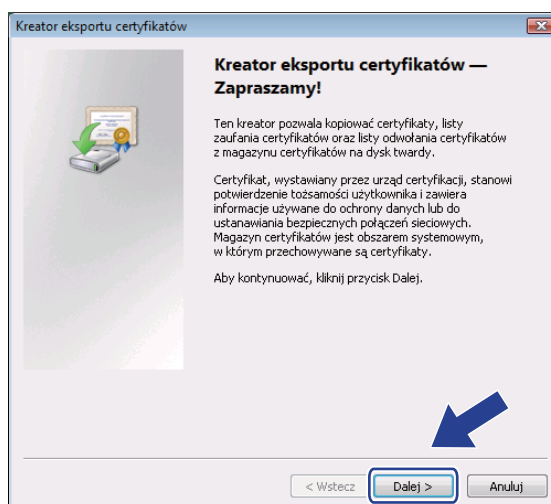 Kreator eksportu certyfikatów
Kreator eksportu certyfikatów —
Zapraszamy!
Ten kreator pozwala kopiować certyfikaty, listy
zaufania certyfikatów oraz listy odwołania certyfikatów
z magazynu certyfikatów na dysk twardy.
Certyfikat, wystawiany przez urząd certyfikacji, stanowi
potwierdzenie tożsamości użytkownika i zawiera
informacje używane do ochrony danych lub do
ustanawiania bezpiecznych połączeń sieciowych.
Magazyn certyfikatów jest obszarem systemowym,
w którym przechowywane są certyfikaty.
Aby kontynuować, kliknij przycisk Dalej.
< Wstecz Dalej > Anuluj